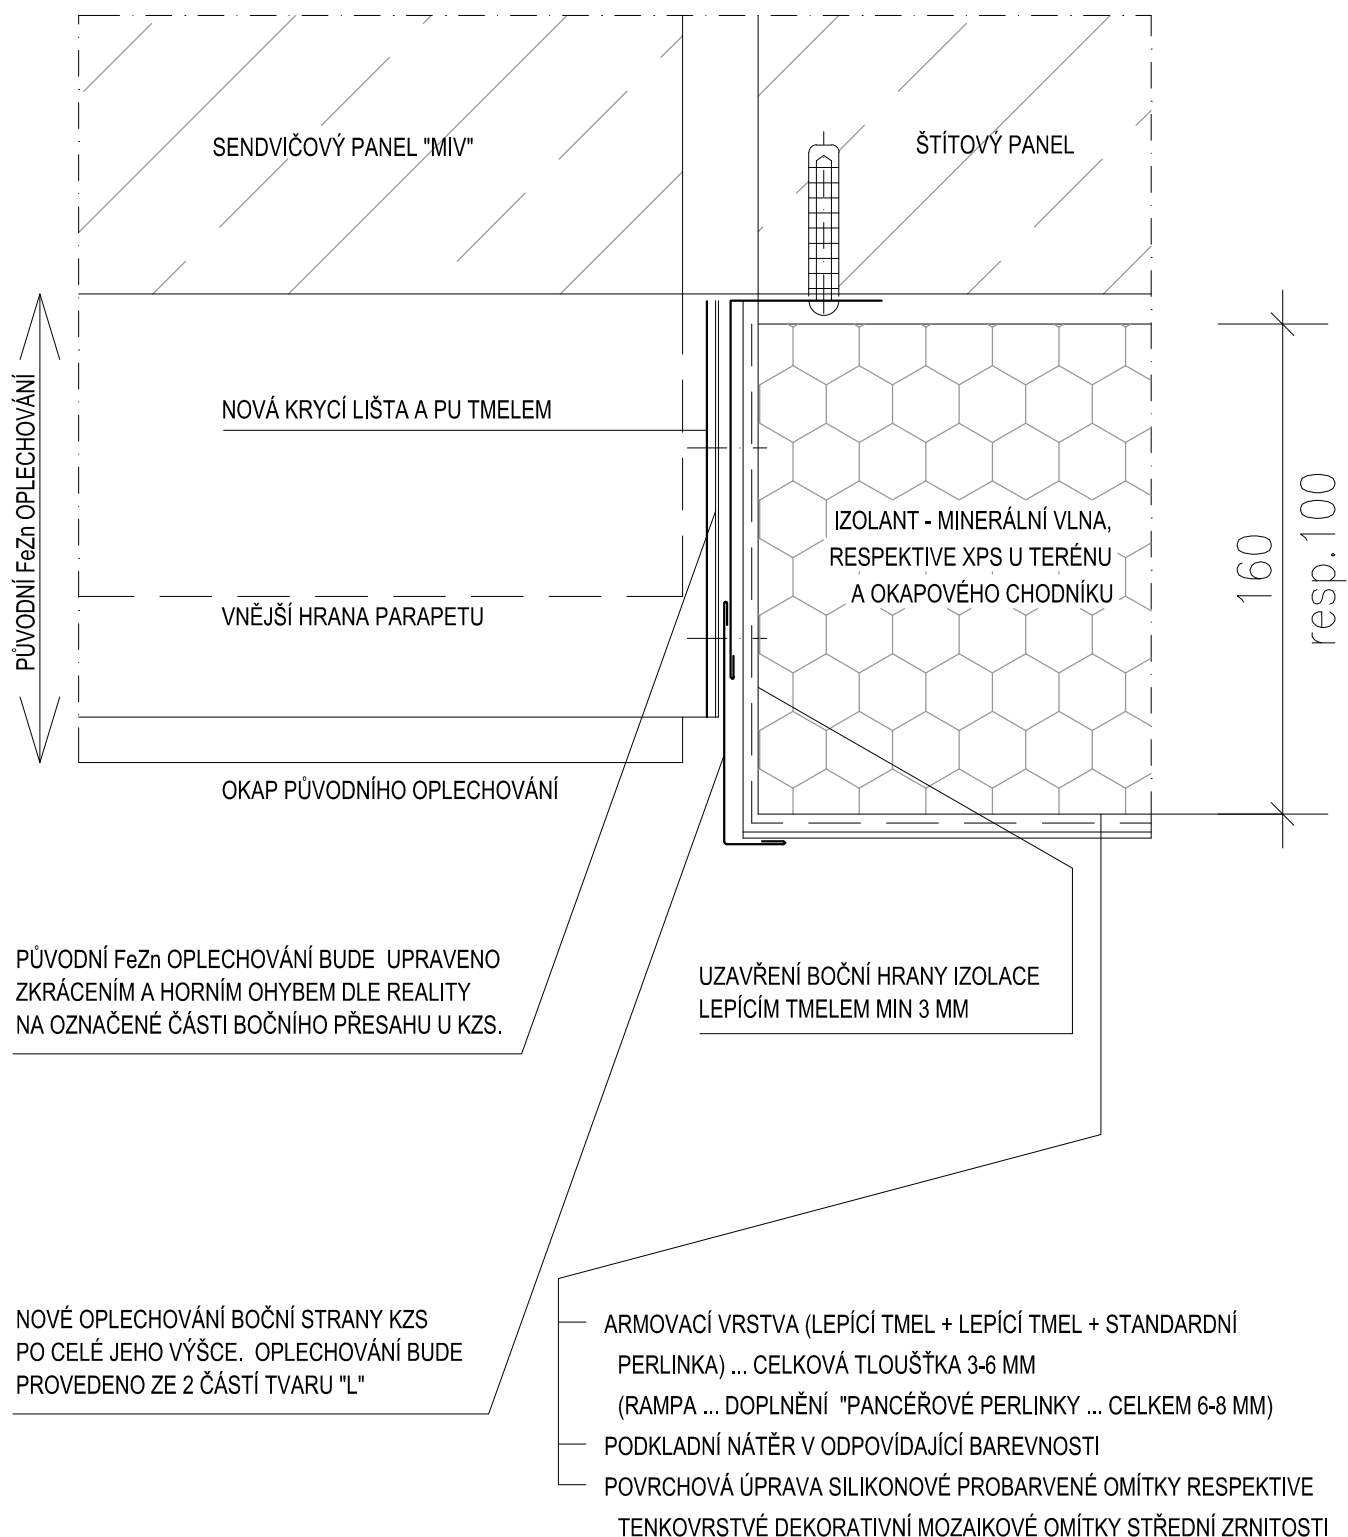 SENDVIČOVÝ PANEL "MIV"
ŠTÍTOVÝ PANEL
PŮVODNÍ FeZn OPLECHOVÁNÍ
NOVÁ KRYCÍ LIŠTA A PU TMELEM
IZOLANT - MINERÁLNÍ VLNA,
RESPEKTIVE XPS U TERÉNU
A OKAPOVÉHO CHODNÍKU
160
resp.100
VNĚJŠÍ HRANA PARAPETU
OKAP PŮVODNÍHO OPLECHOVÁNÍ
PŮVODNÍ FeZn OPLECHOVÁNÍ BUDE UPRAVENO
ZKRÁCENÍM A HORNÍM OHYBEM DLE REALITY
NA OZNAČENÉ ČÁSTI BOČNÍHO PŘESAHU U KZS.
UZAVŘENÍ BOČNÍ HRANY IZOLACE
LEPÍCÍM TMELEM MIN 3 MM
NOVÉ OPLECHOVÁNÍ BOČNÍ STRANY KZS
PO CELÉ JEHO VÝŠCE. OPLECHOVÁNÍ BUDE
PROVEDENO ZE 2 ČÁSTÍ TVARU "L"
ARMOVACÍ VRSTVA (LEPÍCÍ TMEL + LEPÍCÍ TMEL + STANDARDNÍ
PERLINKA) ... CELKOVÁ TLOUŠŤKA 3-6 MM
(RAMPA ... DOPLNĚNÍ "PANCÉŘOVÉ PERLINKY ... CELKEM 6-8 MM)
PODKLADNÍ NÁTĚR V ODPOVÍDAJÍCÍ BAREVNOSTI
POVRCHOVÁ ÚPRAVA SILIKONOVÉ PROBARVENÉ OMÍTKY RESPEKTIVE
TENKOVRSTVÉ DEKORATIVNÍ MOZAIKOVÉ OMÍTKY STŘEDNÍ ZRNITOSTI